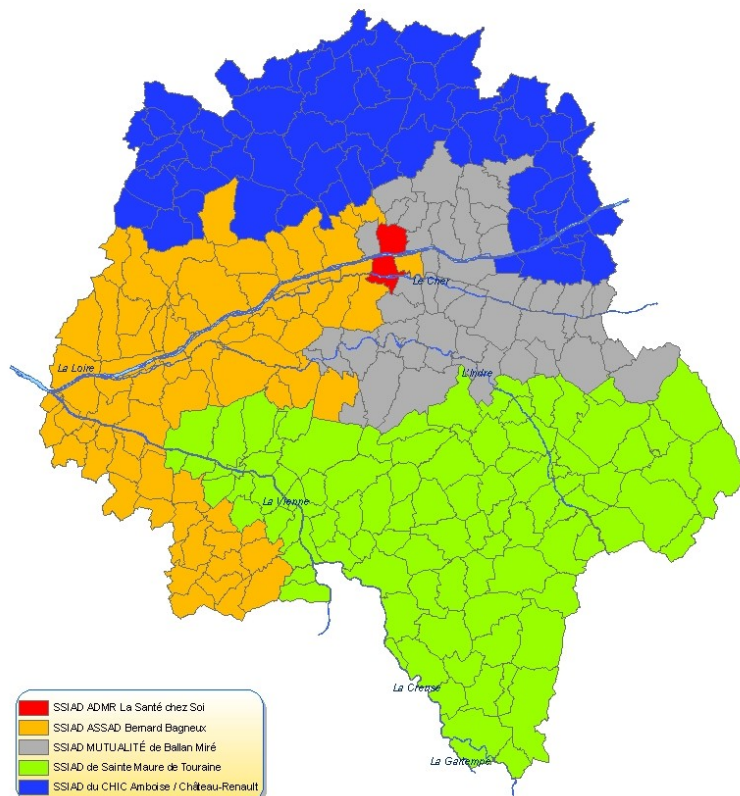 Le Cher
La Loire
L'Indre
La Vienne
La Creuse
La Gartempe
SSIAD ADMR La Santé chez Soi
SSIAD ASSAD Bernard Bagneux
SSIAD MUTUALITÉ de Ballan Miré
SSIAD de Sainte Maure de Touraine
SSIAD du CHIC Amboise / Château-Renault